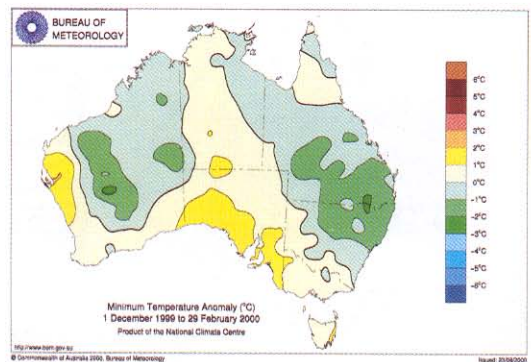 BUREAU OF
METEOROLOGY
6°C
5°C
4°C
3°C
2°C
1°C
0°C
-1°C
-2°C
-3°C
-4°C
-5°C
-6°C
Minimum Temperature Anomaly (°C)
1 December 1999 to 29 February 2000
Product of the National Climate Centre
http://www.bom.gov.au
© Commonwealth of Australia 2000, Bureau of Meteorology
Issued: